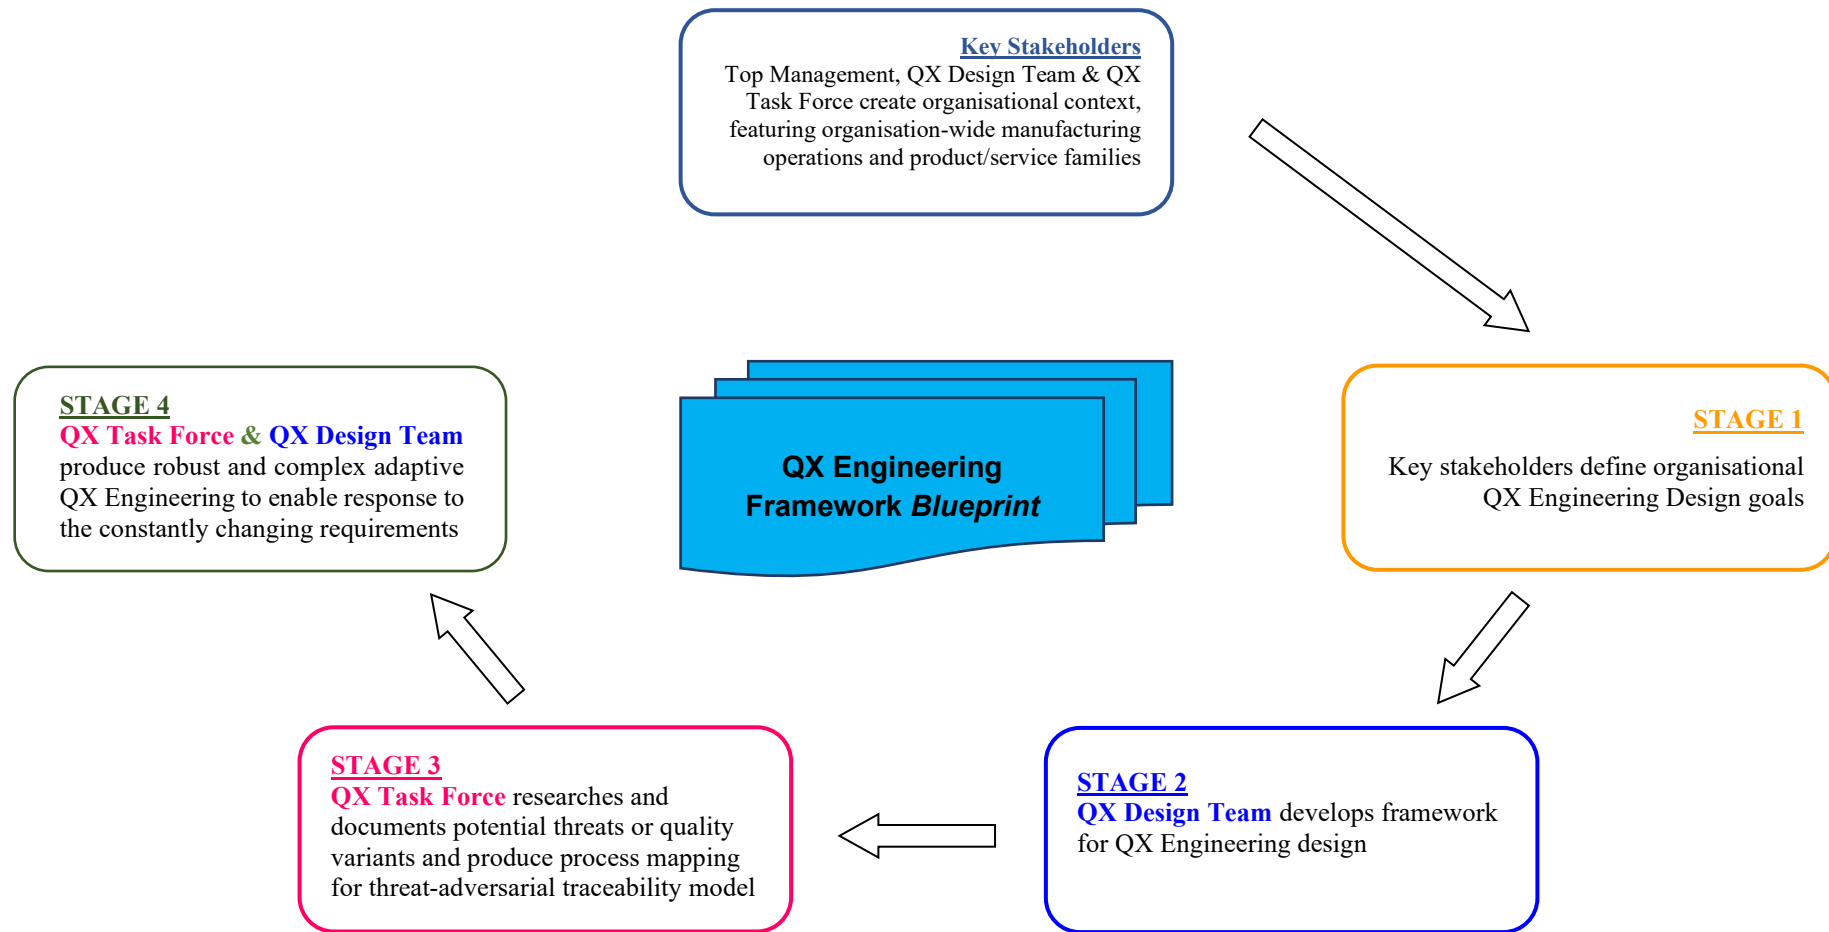 Key Stakeholders
Top Management, QX Design Team & QX
Task Force create organisational context,
featuring organisation-wide manufacturing
operations and product/service families
STAGE 1
Key stakeholders define organisational
QX Engineering Design goals
STAGE 2
QX Design Team develops framework
for QX Engineering design
STAGE 3
QX Task Force researches and
documents potential threats or quality
variants and produce process mapping
for threat-adversarial traceability model
STAGE 4
QX Task Force & QX Design Team
produce robust and complex adaptive
QX Engineering to enable response to
the constantly changing requirements
QX Engineering
Framework Blueprint